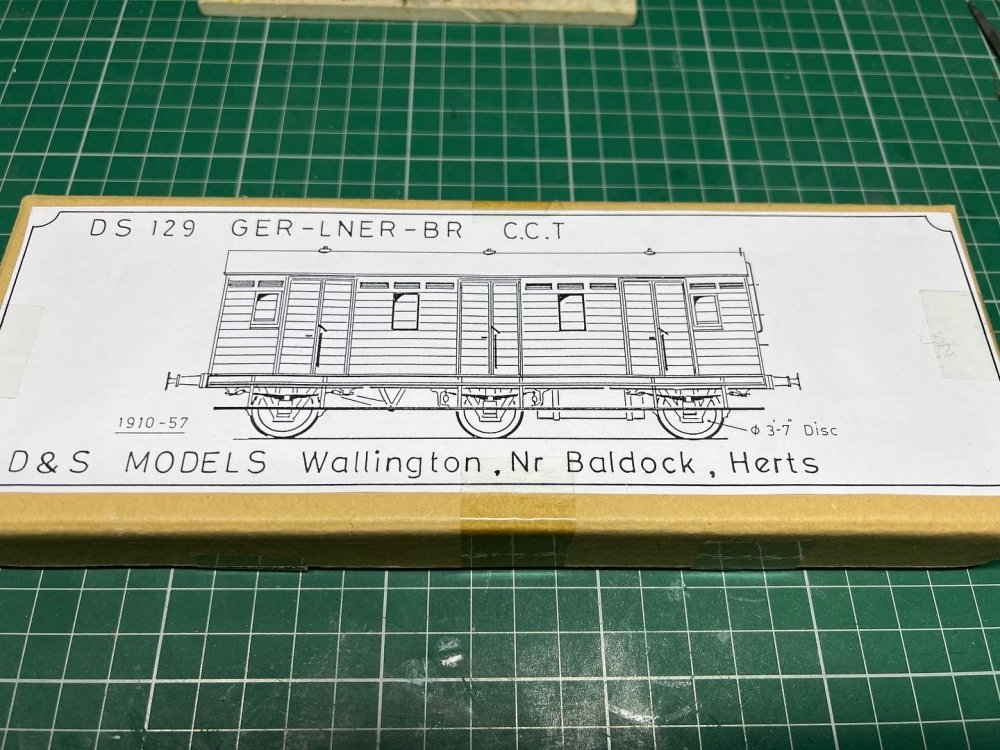 DS 129 GER-LNER-BR C.C.T
1910-57
Φ 3'-7" Disc
D&S MODELS Wallington, Nr Baldock, Herts